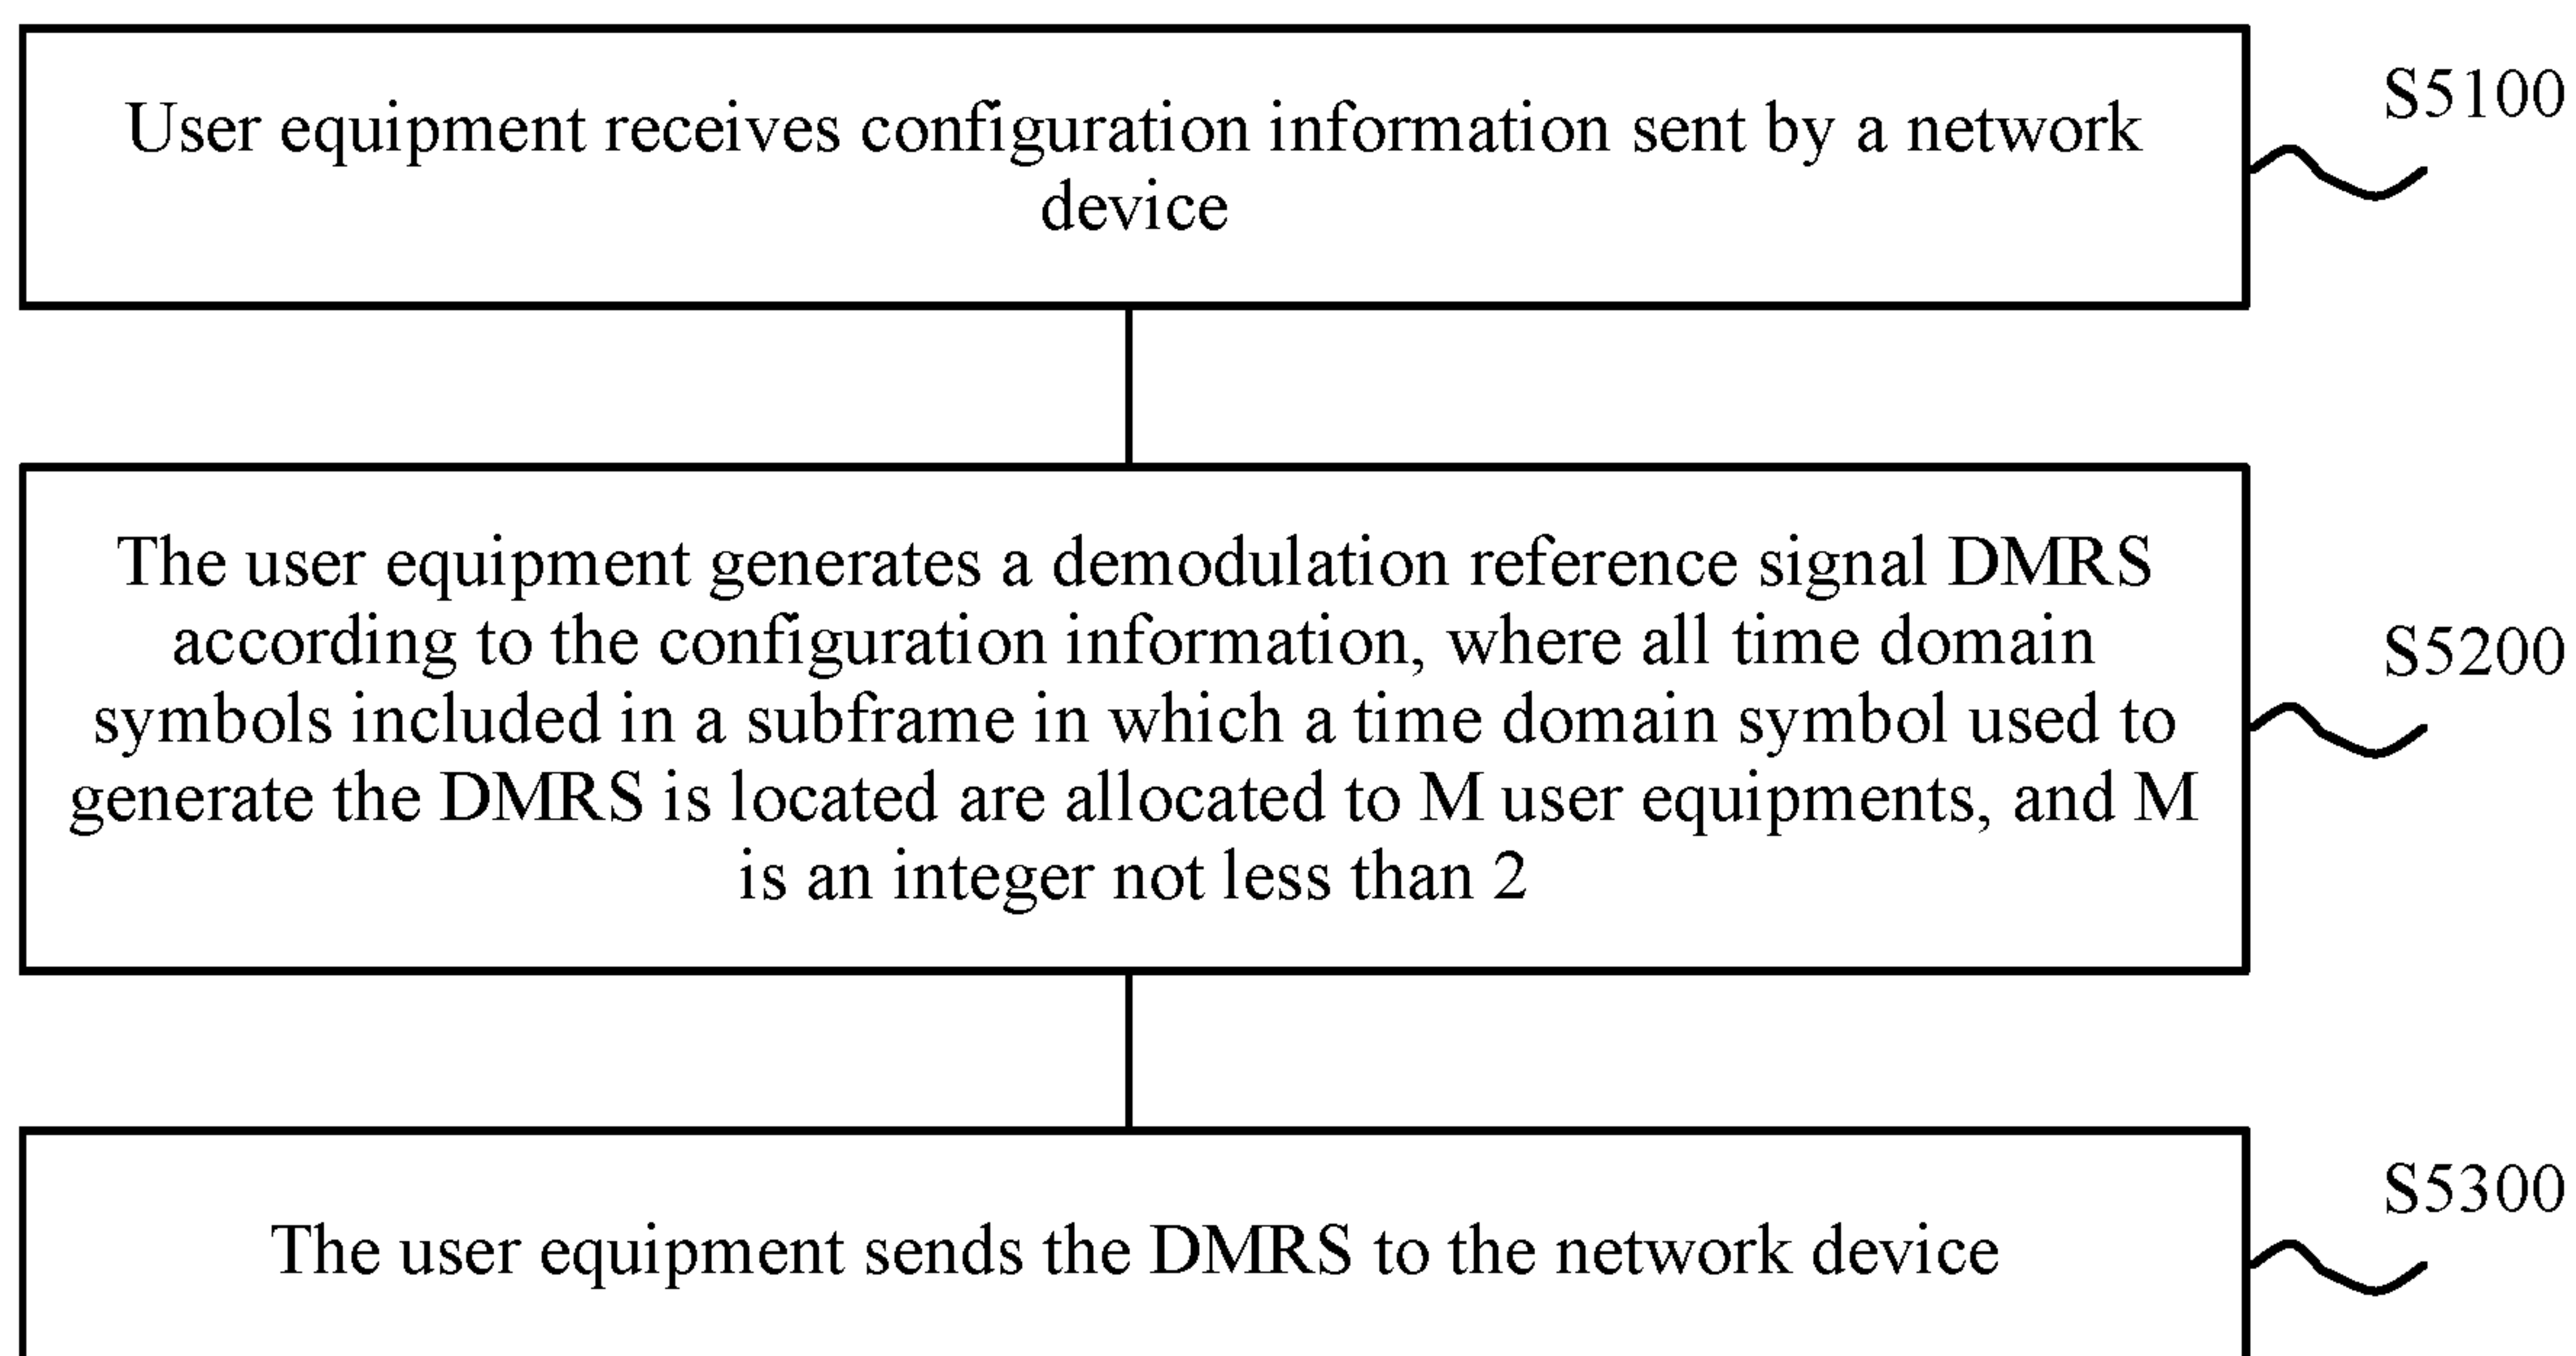 User equipment receives configuration information sent by a network
device
S5100
The user equipment generates a demodulation reference signal DMRS
according to the configuration information, where all time domain
symbols included in a subframe in which a time domain symbol used to
generate the DMRS is located are allocated to M user equipments, and M
is an integer not less than 2
S5200
The user equipment sends the DMRS to the network device
S5300